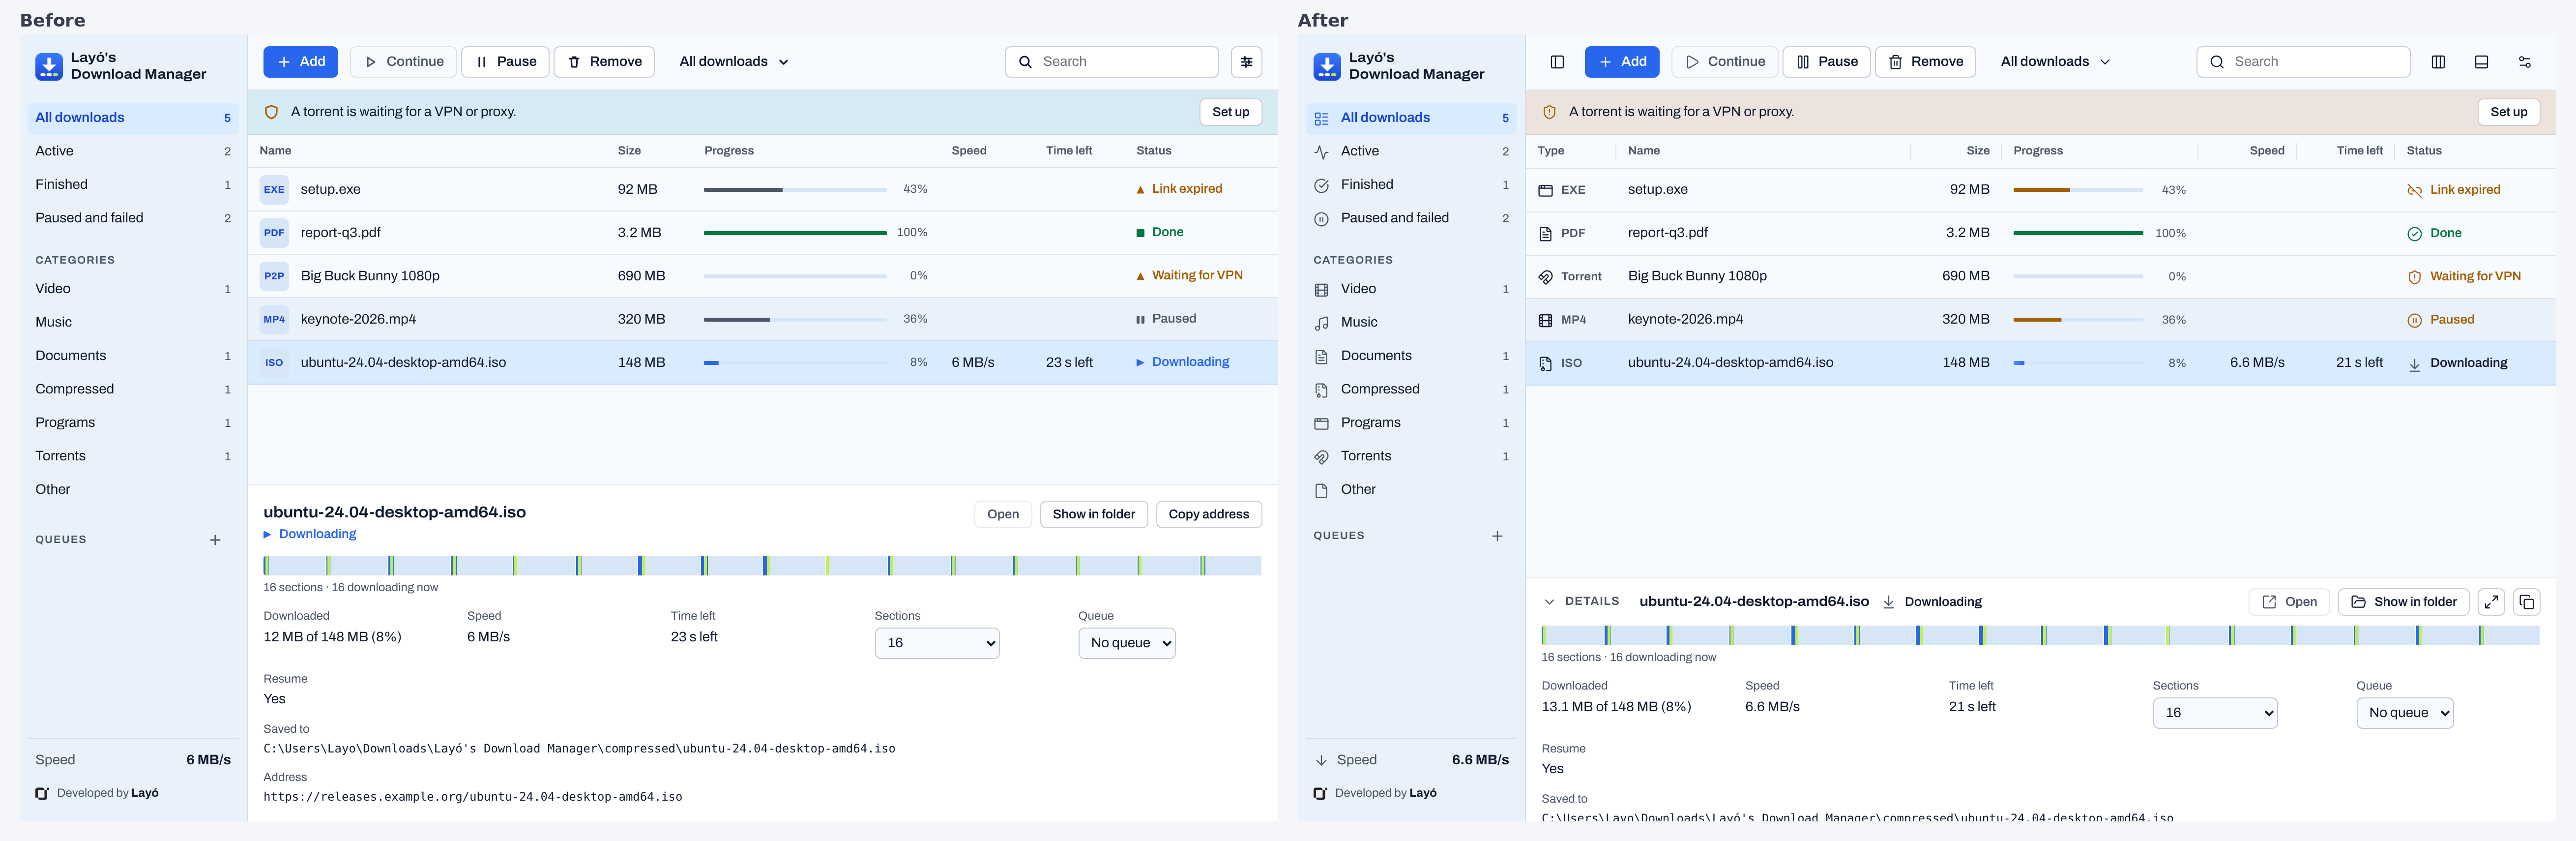 Before
Layó's
Download Manager
All downloads 5
Active 2
Finished 1
Paused and failed 2
CATEGORIES
Video 1
Music
Documents 1
Compressed 1
Programs 1
Torrents 1
Other
QUEUES
Speed 6 MB/s
Developed by Layó
Add Continue Pause Remove All downloads Search
A torrent is waiting for a VPN or proxy. Set up
Name Size Progress Speed Time left Status
EXE setup.exe 92 MB 43% Link expired
PDF report-q3.pdf 3.2 MB 100% Done
P2P Big Buck Bunny 1080p 690 MB 0% Waiting for VPN
MP4 keynote-2026.mp4 320 MB 36% Paused
ISO ubuntu-24.04-desktop-amd64.iso 148 MB 8% 6 MB/s 23 s left Downloading
ubuntu-24.04-desktop-amd64.iso Open Show in folder Copy address
Downloading
16 sections · 16 downloading now
Downloaded Speed Time left Sections Queue
12 MB of 148 MB (8%) 6 MB/s 23 s left 16 No queue
Resume
Yes
Saved to
C:\Users\Layo\Downloads\Layó's Download Manager\compressed\ubuntu-24.04-desktop-amd64.iso
Address
https://releases.example.org/ubuntu-24.04-desktop-amd64.iso
After
Layó's
Download Manager
All downloads 5
Active 2
Finished 1
Paused and failed 2
CATEGORIES
Video 1
Music
Documents 1
Compressed 1
Programs 1
Torrents 1
Other
QUEUES
Speed 6.6 MB/s
Developed by Layó
Add Continue Pause Remove All downloads Search
A torrent is waiting for a VPN or proxy. Set up
Type Name Size Progress Speed Time left Status
EXE setup.exe 92 MB 43% Link expired
PDF report-q3.pdf 3.2 MB 100% Done
Torrent Big Buck Bunny 1080p 690 MB 0% Waiting for VPN
MP4 keynote-2026.mp4 320 MB 36% Paused
ISO ubuntu-24.04-desktop-amd64.iso 148 MB 8% 6.6 MB/s 21 s left Downloading
DETAILS ubuntu-24.04-desktop-amd64.iso Downloading Open Show in folder
16 sections · 16 downloading now
Downloaded Speed Time left Sections Queue
13.1 MB of 148 MB (8%) 6.6 MB/s 21 s left 16 No queue
Resume
Yes
Saved to
C:\Users\Layo\Downloads\Layó's Download Manager\compressed\ubuntu-24.04-desktop-amd64.iso